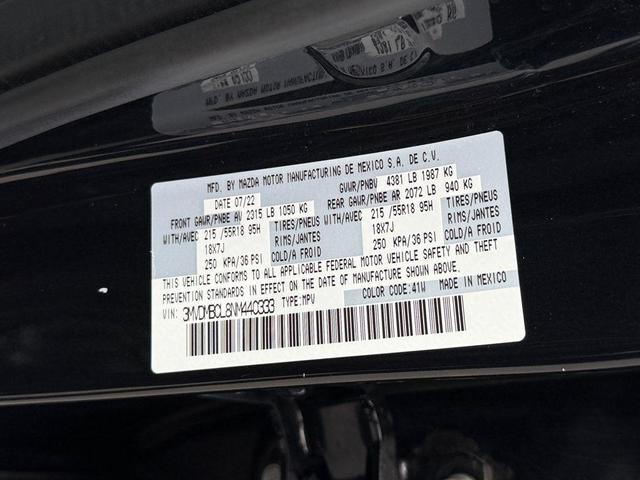 MFD. BY MAZDA MOTOR MANUFACTURING DE MEXICO S.A. DE C.V.
DATE 07/22 GVWR/PNBV 4381 LB 1987 KG
FRONT GAWR/PNBE AV 2315 LB 1050 KG REAR GAWR/PNBE AR 2072 LB 940 KG
WITH/AVEC 215 /55R18 95H TIRES/PNEUS WITH/AVEC 215 /55R18 95H TIRES/PNEUS
18X7J RIMS/JANTES 18X7J RIMS/JANTES
250 KPA/36 PSI COLD/A FROID 250 KPA/36 PSI COLD/A FROID
THIS VEHICLE CONFORMS TO ALL APPLICABLE FEDERAL MOTOR VEHICLE SAFETY AND THEFT
PREVENTION STANDARDS IN EFFECT ON THE DATE OF MANUFACTURE SHOWN ABOVE.
VIN: 3MVDMBCL8NM440333 TYPE:MPV COLOR CODE:41W MADE IN MEXICO